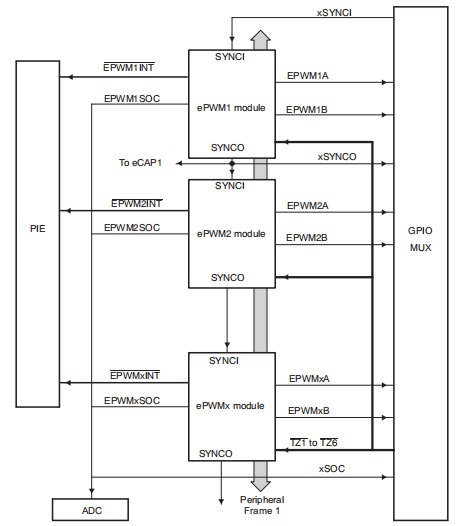 xSYNCI
SYNCI
EPWM1INT
EPWM1A
EPWM1SOC
ePWM1 module
EPWM1B
SYNCO
To eCAP1
xSYNCO
SYNCI
EPWM2INT
EPWM2A
PIE
EPWM2SOC
ePWM2 module
EPWM2B
GPIO
MUX
SYNCO
SYNCI
EPWMxINT
EPWMxA
EPWMxSOC
ePWMx module
EPWMxB
TZ1 to TZ6
SYNCO
xSOC
ADC
Peripheral
Frame 1